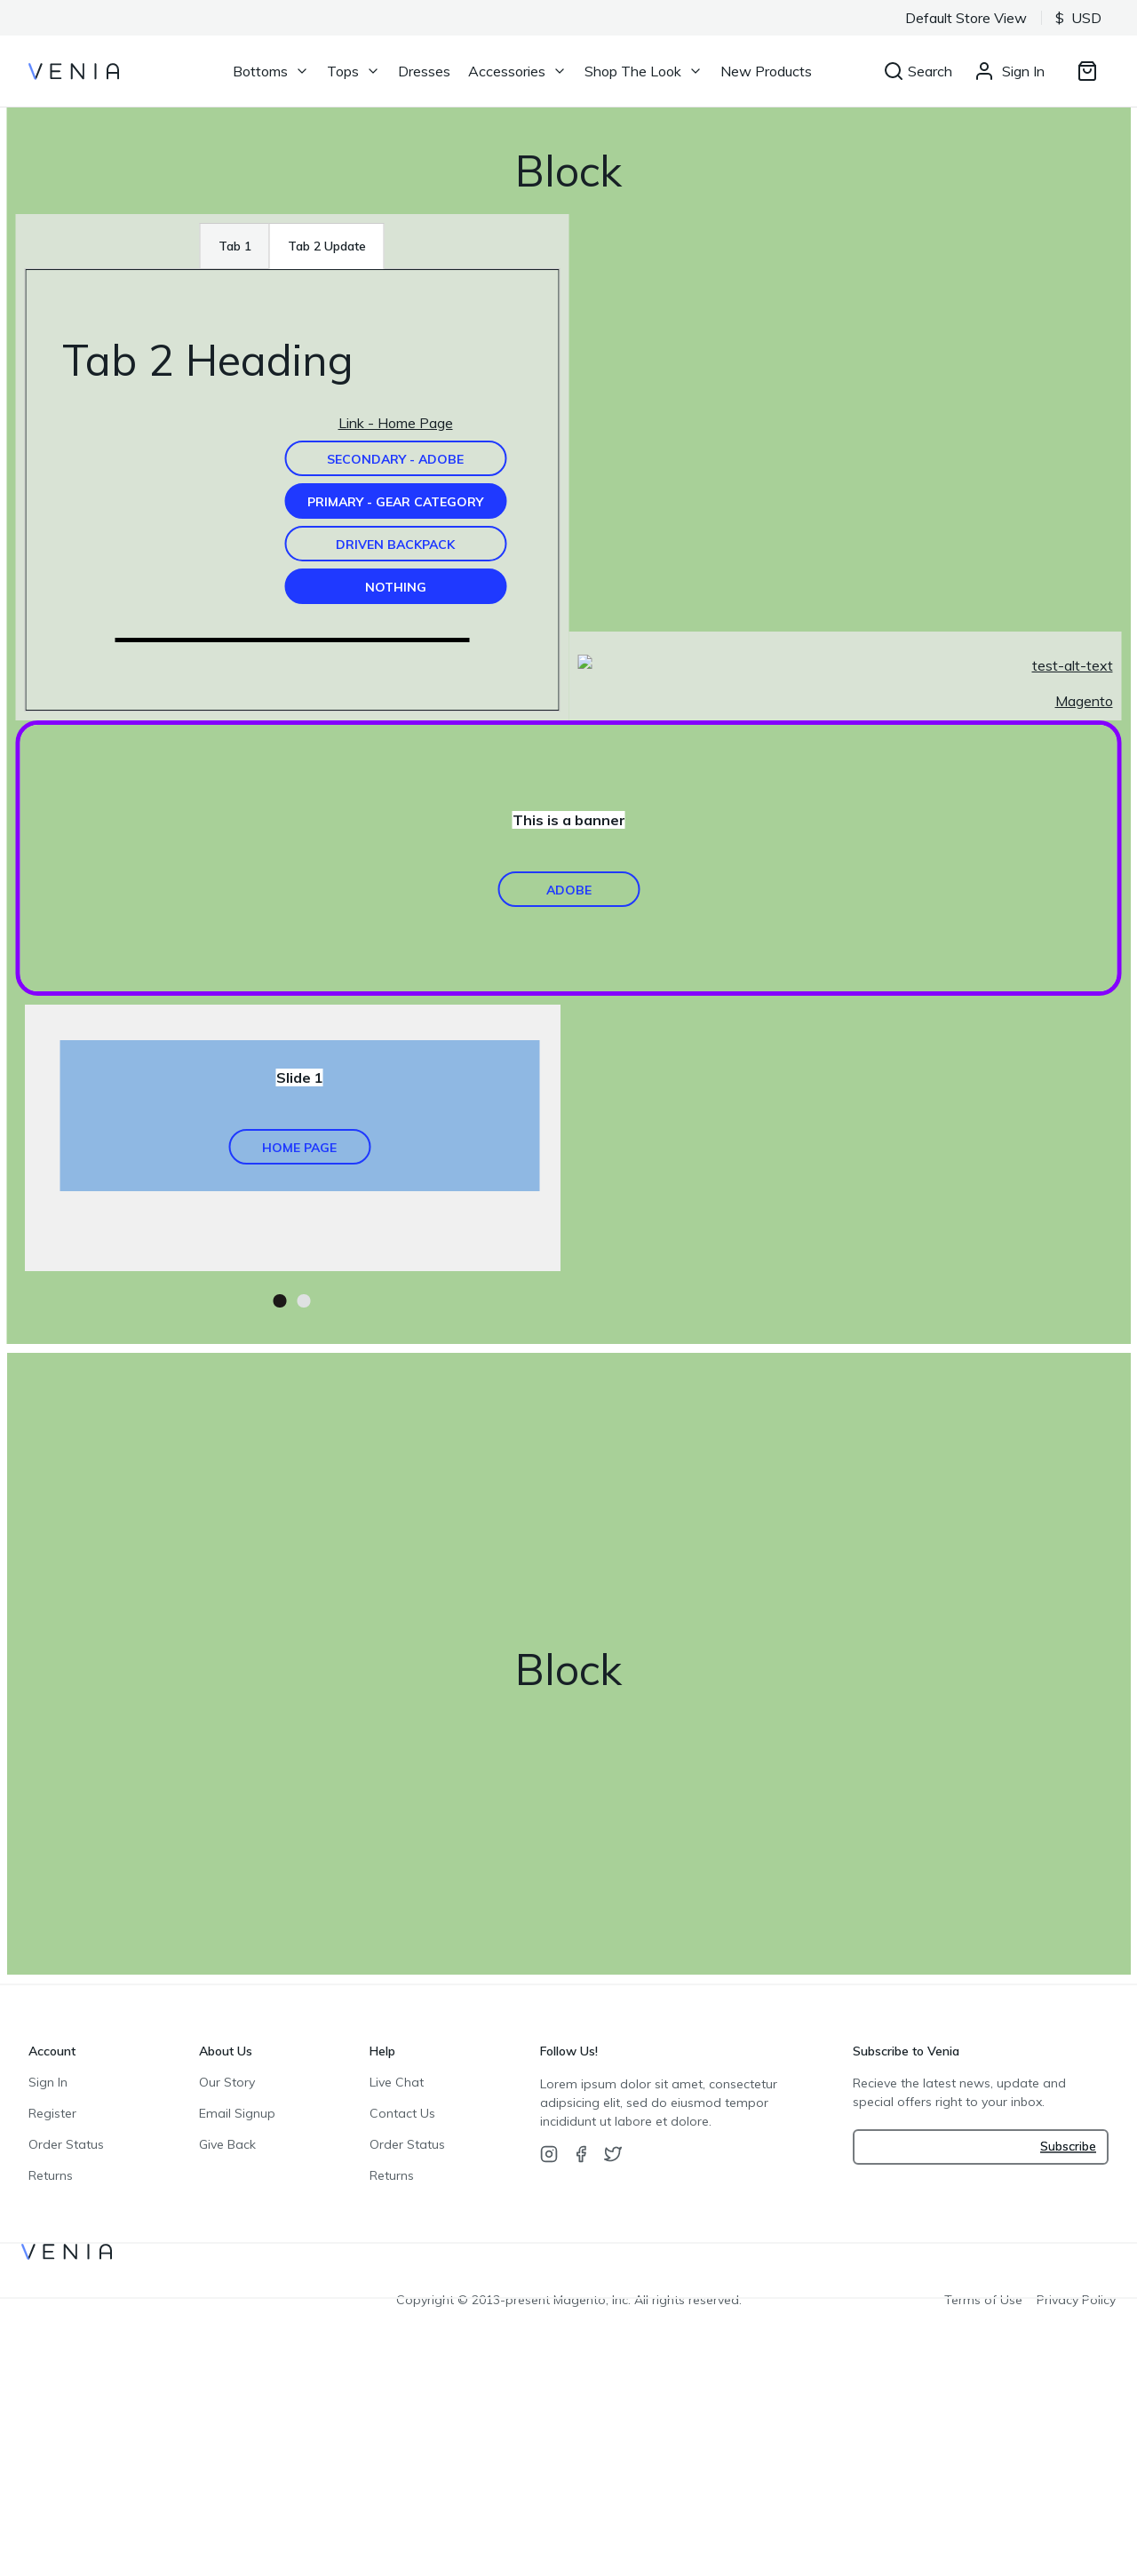 Default Store View
$ USD
VENIA
Bottoms
Tops
Dresses
Accessories
Shop The Look
New Products
Search
Sign In
Block
Tab 1
Tab 2 Update
Tab 2 Heading
Link - Home Page
SECONDARY - ADOBE
PRIMARY - GEAR CATEGORY
DRIVEN BACKPACK
NOTHING
test-alt-text
Magento
This is a banner
ADOBE
Slide 1
HOME PAGE
Block
Account
Sign In
Register
Order Status
Returns
About Us
Our Story
Email Signup
Give Back
Help
Live Chat
Contact Us
Order Status
Returns
Follow Us!
Lorem ipsum dolor sit amet, consectetur
adipsicing elit, sed do eiusmod tempor
incididunt ut labore et dolore.
Subscribe to Venia
Recieve the latest news, update and
special offers right to your inbox.
Subscribe
VENIA
Copyright © 2013-present Magento, Inc. All rights reserved.
Terms of Use
Privacy Policy